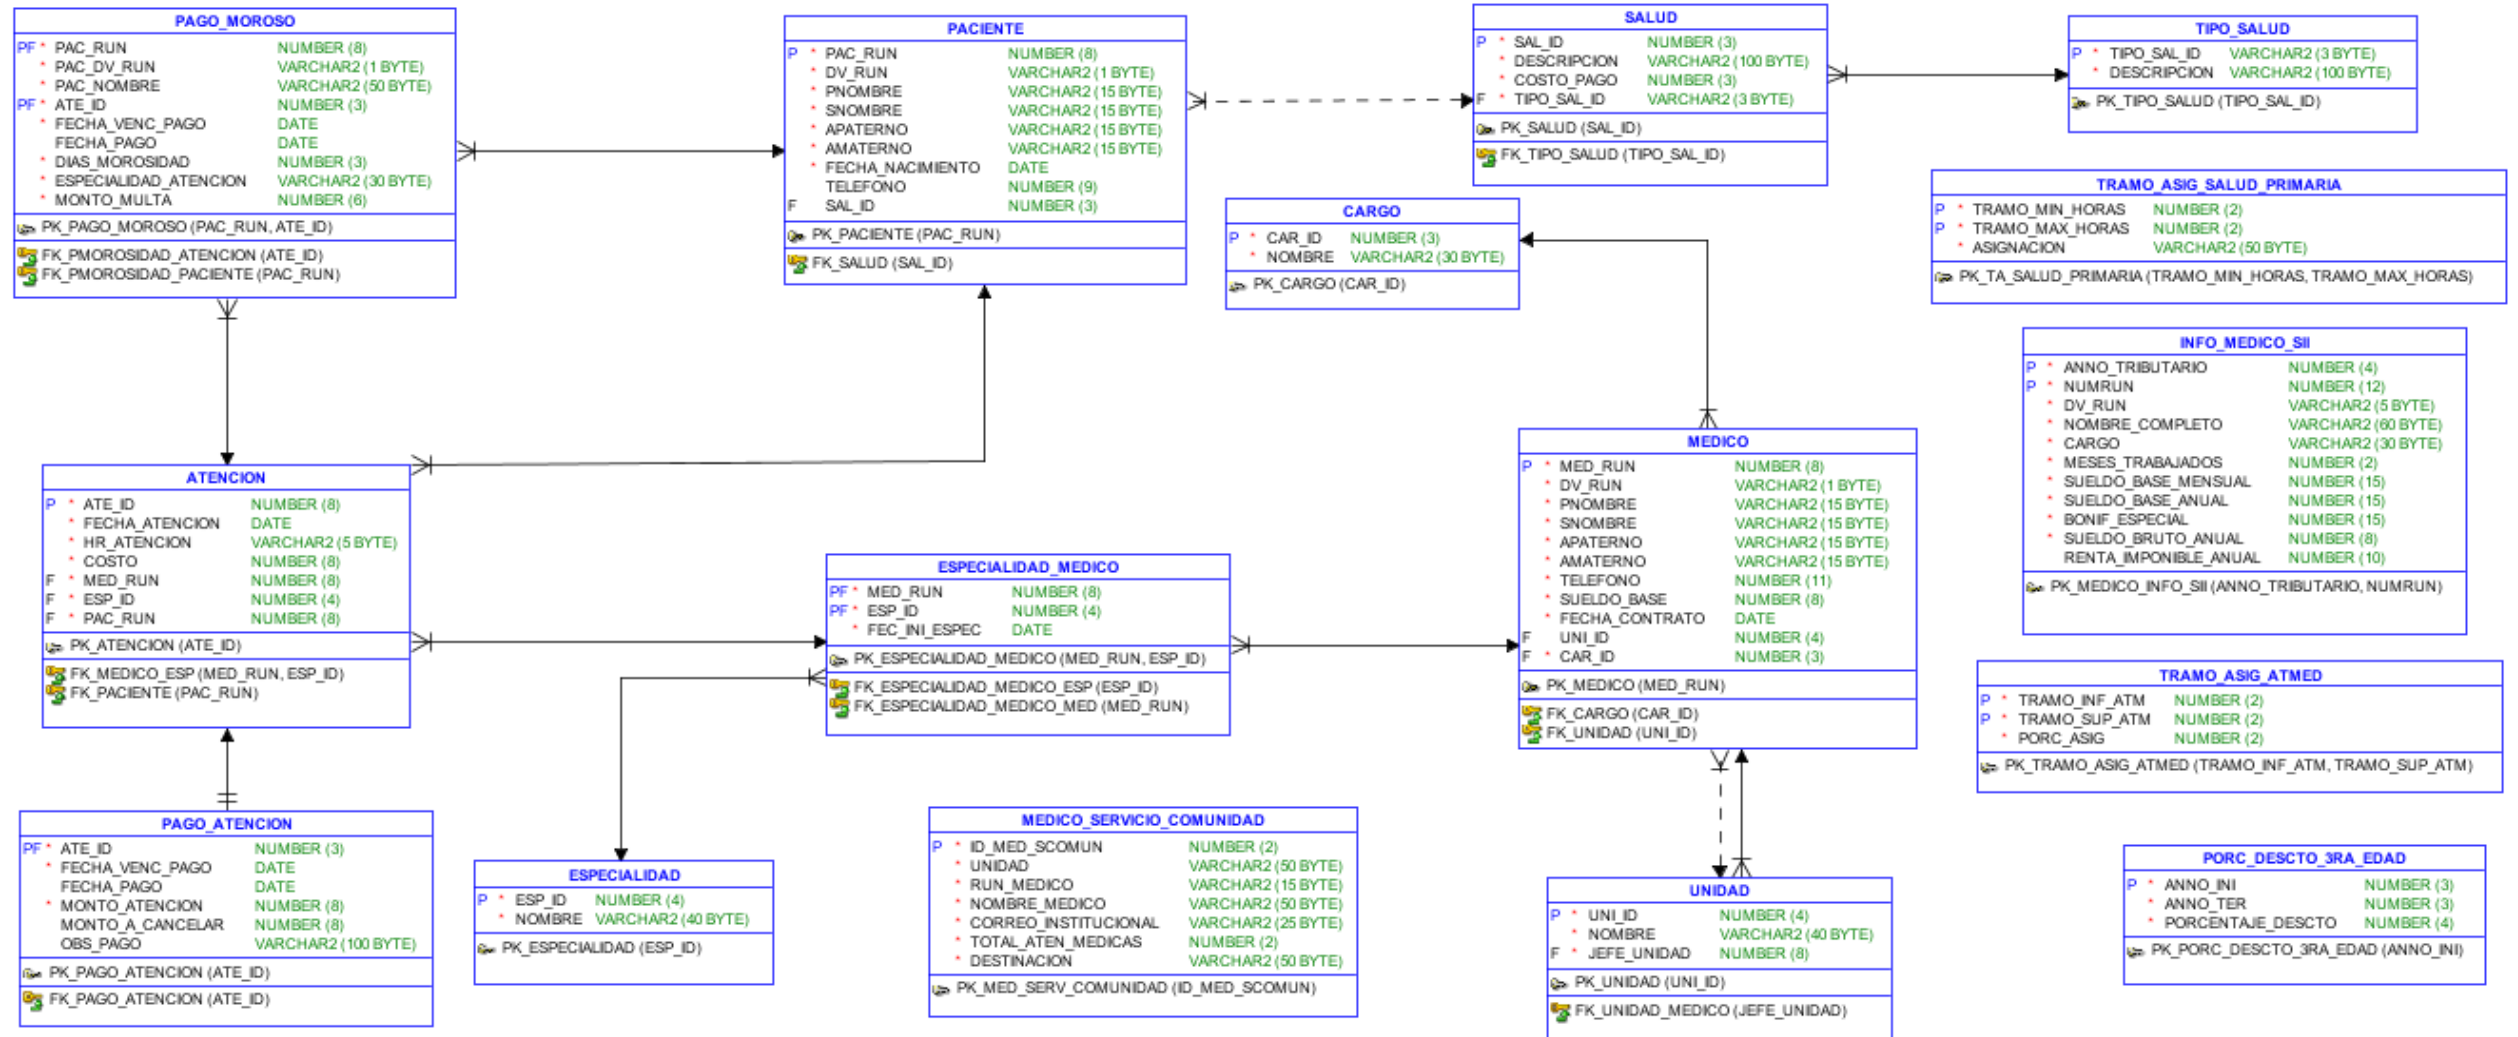 PAGO_MOROSO
PF * PAC_RUN NUMBER (8)
* PAC_DV_RUN VARCHAR2 (1 BYTE)
* PAC_NOMBRE VARCHAR2 (50 BYTE)
PF * ATE_ID NUMBER (3)
* FECHA_VENC_PAGO DATE
FECHA_PAGO DATE
* DIAS_MOROSIDAD NUMBER (3)
* ESPECIALIDAD_ATENCION VARCHAR2 (30 BYTE)
* MONTO_MULTA NUMBER (6)
PK_PAGO_MOROSO (PAC_RUN, ATE_ID)
FK_PMOROSIDAD_ATENCION (ATE_ID)
FK_PMOROSIDAD_PACIENTE (PAC_RUN)
PACIENTE
P * PAC_RUN NUMBER (8)
* DV_RUN VARCHAR2 (1 BYTE)
* PNOMBRE VARCHAR2 (15 BYTE)
* SNOMBRE VARCHAR2 (15 BYTE)
* APATERNO VARCHAR2 (15 BYTE)
* AMATERNO VARCHAR2 (15 BYTE)
* FECHA_NACIMIENTO DATE
TELEFONO NUMBER (9)
F SAL_ID NUMBER (3)
PK_PACIENTE (PAC_RUN)
FK_SALUD (SAL_ID)
SALUD
P * SAL_ID NUMBER (3)
* DESCRIPCION VARCHAR2 (100 BYTE)
* COSTO_PAGO NUMBER (3)
F * TIPO_SAL_ID VARCHAR2 (3 BYTE)
PK_SALUD (SAL_ID)
FK_TIPO_SALUD (TIPO_SAL_ID)
TIPO_SALUD
P * TIPO_SAL_ID VARCHAR2 (3 BYTE)
* DESCRIPCION VARCHAR2 (100 BYTE)
PK_TIPO_SALUD (TIPO_SAL_ID)
CARGO
P * CAR_ID NUMBER (3)
* NOMBRE VARCHAR2 (30 BYTE)
PK_CARGO (CAR_ID)
TRAMO_ASIG_SALUD_PRIMARIA
P * TRAMO_MIN_HORAS NUMBER (2)
P * TRAMO_MAX_HORAS NUMBER (2)
* ASIGNACION VARCHAR2 (50 BYTE)
PK_TA_SALUD_PRIMARIA (TRAMO_MIN_HORAS, TRAMO_MAX_HORAS)
INFO_MEDICO_SII
P * ANNO_TRIBUTARIO NUMBER (4)
P * NUMRUN NUMBER (12)
* DV_RUN VARCHAR2 (5 BYTE)
* NOMBRE_COMPLETO VARCHAR2 (60 BYTE)
* CARGO VARCHAR2 (30 BYTE)
* MESES_TRABAJADOS NUMBER (2)
* SUELDO_BASE_MENSUAL NUMBER (15)
* SUELDO_BASE_ANUAL NUMBER (15)
* BONIF_ESPECIAL NUMBER (15)
* SUELDO_BRUTO_ANUAL NUMBER (8)
RENTA_IMPONIBLE_ANUAL NUMBER (10)
PK_MEDICO_INFO_SII (ANNO_TRIBUTARIO, NUMRUN)
ATENCION
P * ATE_ID NUMBER (8)
* FECHA_ATENCION DATE
* HR_ATENCION VARCHAR2 (5 BYTE)
* COSTO NUMBER (8)
F * MED_RUN NUMBER (8)
F * ESP_ID NUMBER (4)
F * PAC_RUN NUMBER (8)
PK_ATENCION (ATE_ID)
FK_MEDICO_ESP (MED_RUN, ESP_ID)
FK_PACIENTE (PAC_RUN)
ESPECIALIDAD_MEDICO
PF * MED_RUN NUMBER (8)
PF * ESP_ID NUMBER (4)
* FEC_INI_ESPEC DATE
PK_ESPECIALIDAD_MEDICO (MED_RUN, ESP_ID)
FK_ESPECIALIDAD_MEDICO_ESP (ESP_ID)
FK_ESPECIALIDAD_MEDICO_MED (MED_RUN)
MEDICO
P * MED_RUN NUMBER (8)
* DV_RUN VARCHAR2 (1 BYTE)
* PNOMBRE VARCHAR2 (15 BYTE)
* SNOMBRE VARCHAR2 (15 BYTE)
* APATERNO VARCHAR2 (15 BYTE)
* AMATERNO VARCHAR2 (15 BYTE)
* TELEFONO NUMBER (11)
* SUELDO_BASE NUMBER (8)
* FECHA_CONTRATO DATE
F UNI_ID NUMBER (4)
F * CAR_ID NUMBER (3)
PK_MEDICO (MED_RUN)
FK_CARGO (CAR_ID)
FK_UNIDAD (UNI_ID)
TRAMO_ASIG_ATMED
P * TRAMO_INF_ATM NUMBER (2)
P * TRAMO_SUP_ATM NUMBER (2)
* PORC_ASIG NUMBER (2)
PK_TRAMO_ASIG_ATMED (TRAMO_INF_ATM, TRAMO_SUP_ATM)
PAGO_ATENCION
PF * ATE_ID NUMBER (3)
* FECHA_VENC_PAGO DATE
FECHA_PAGO DATE
* MONTO_ATENCION NUMBER (8)
MONTO_A_CANCELAR NUMBER (8)
OBS_PAGO VARCHAR2 (100 BYTE)
PK_PAGO_ATENCION (ATE_ID)
FK_PAGO_ATENCION (ATE_ID)
ESPECIALIDAD
P * ESP_ID NUMBER (4)
* NOMBRE VARCHAR2 (40 BYTE)
PK_ESPECIALIDAD (ESP_ID)
MEDICO_SERVICIO_COMUNIDAD
P * ID_MED_SCOMUN NUMBER (2)
* UNIDAD VARCHAR2 (50 BYTE)
* RUN_MEDICO VARCHAR2 (15 BYTE)
* NOMBRE_MEDICO VARCHAR2 (50 BYTE)
* CORREO_INSTITUCIONAL VARCHAR2 (25 BYTE)
* TOTAL_ATEN_MEDICAS NUMBER (2)
* DESTINACION VARCHAR2 (50 BYTE)
PK_MED_SERV_COMUNIDAD (ID_MED_SCOMUN)
UNIDAD
P * UNI_ID NUMBER (4)
* NOMBRE VARCHAR2 (40 BYTE)
F * JEFE_UNIDAD NUMBER (8)
PK_UNIDAD (UNI_ID)
FK_UNIDAD_MEDICO (JEFE_UNIDAD)
PORC_DESCTO_3RA_EDAD
P * ANNO_INI NUMBER (3)
* ANNO_TER NUMBER (3)
* PORCENTAJE_DESCTO NUMBER (4)
PK_PORC_DESCTO_3RA_EDAD (ANNO_INI)